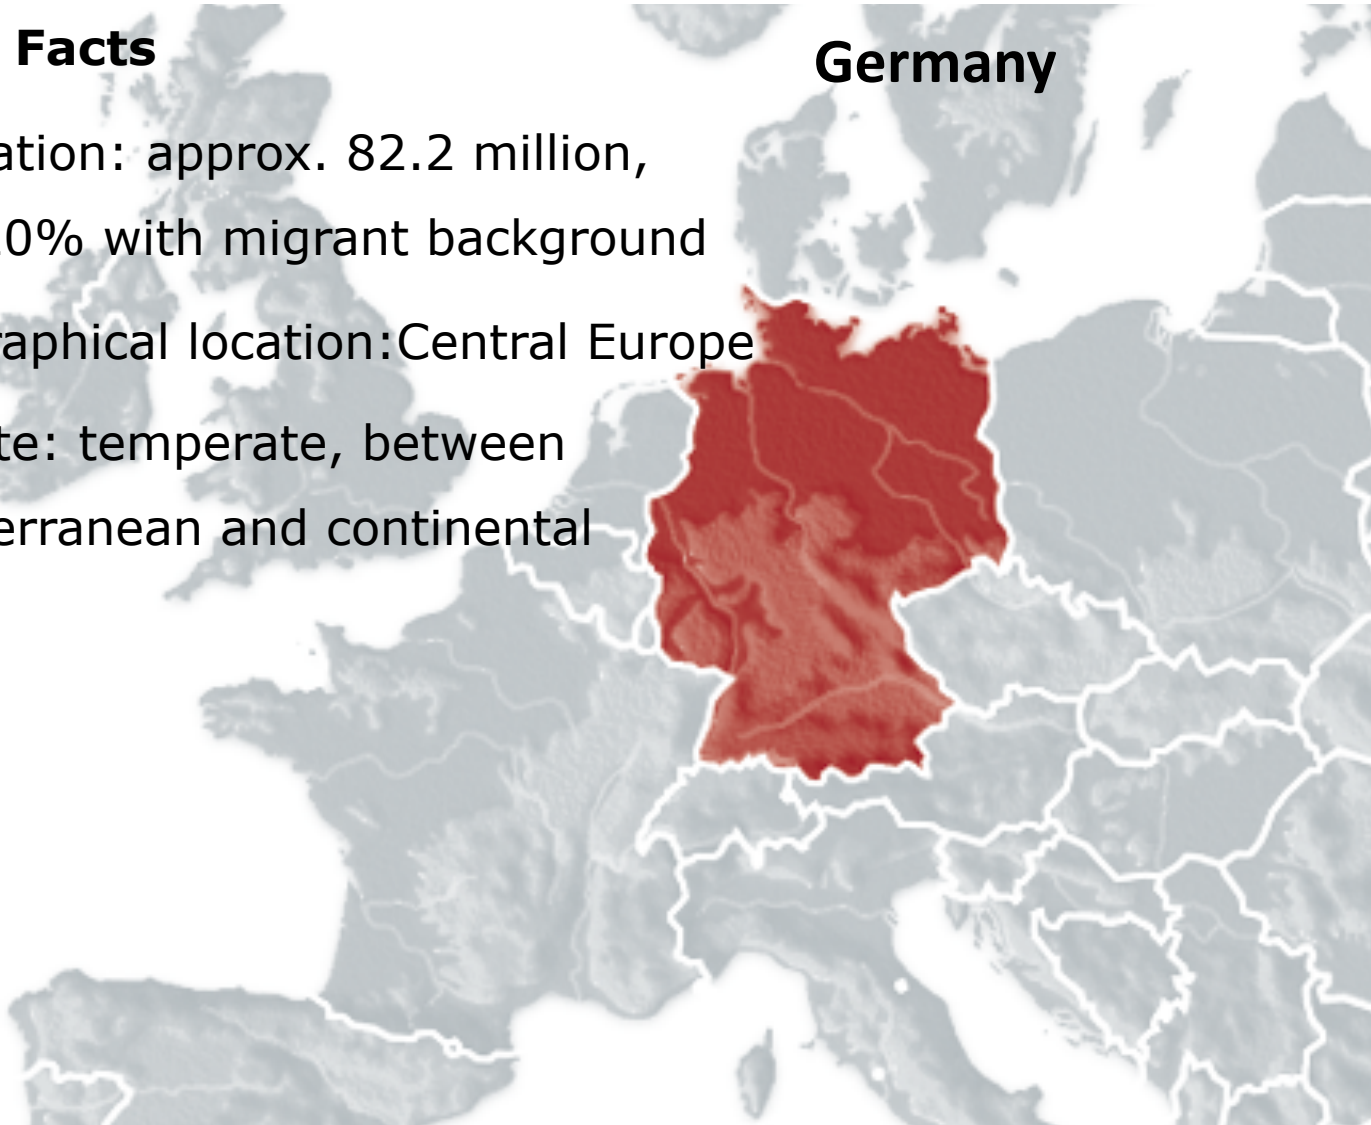 Facts
Germany
ation: approx. 82.2 million,
0% with migrant background
raphical location:Central Europe
te: temperate, between
erranean and continental